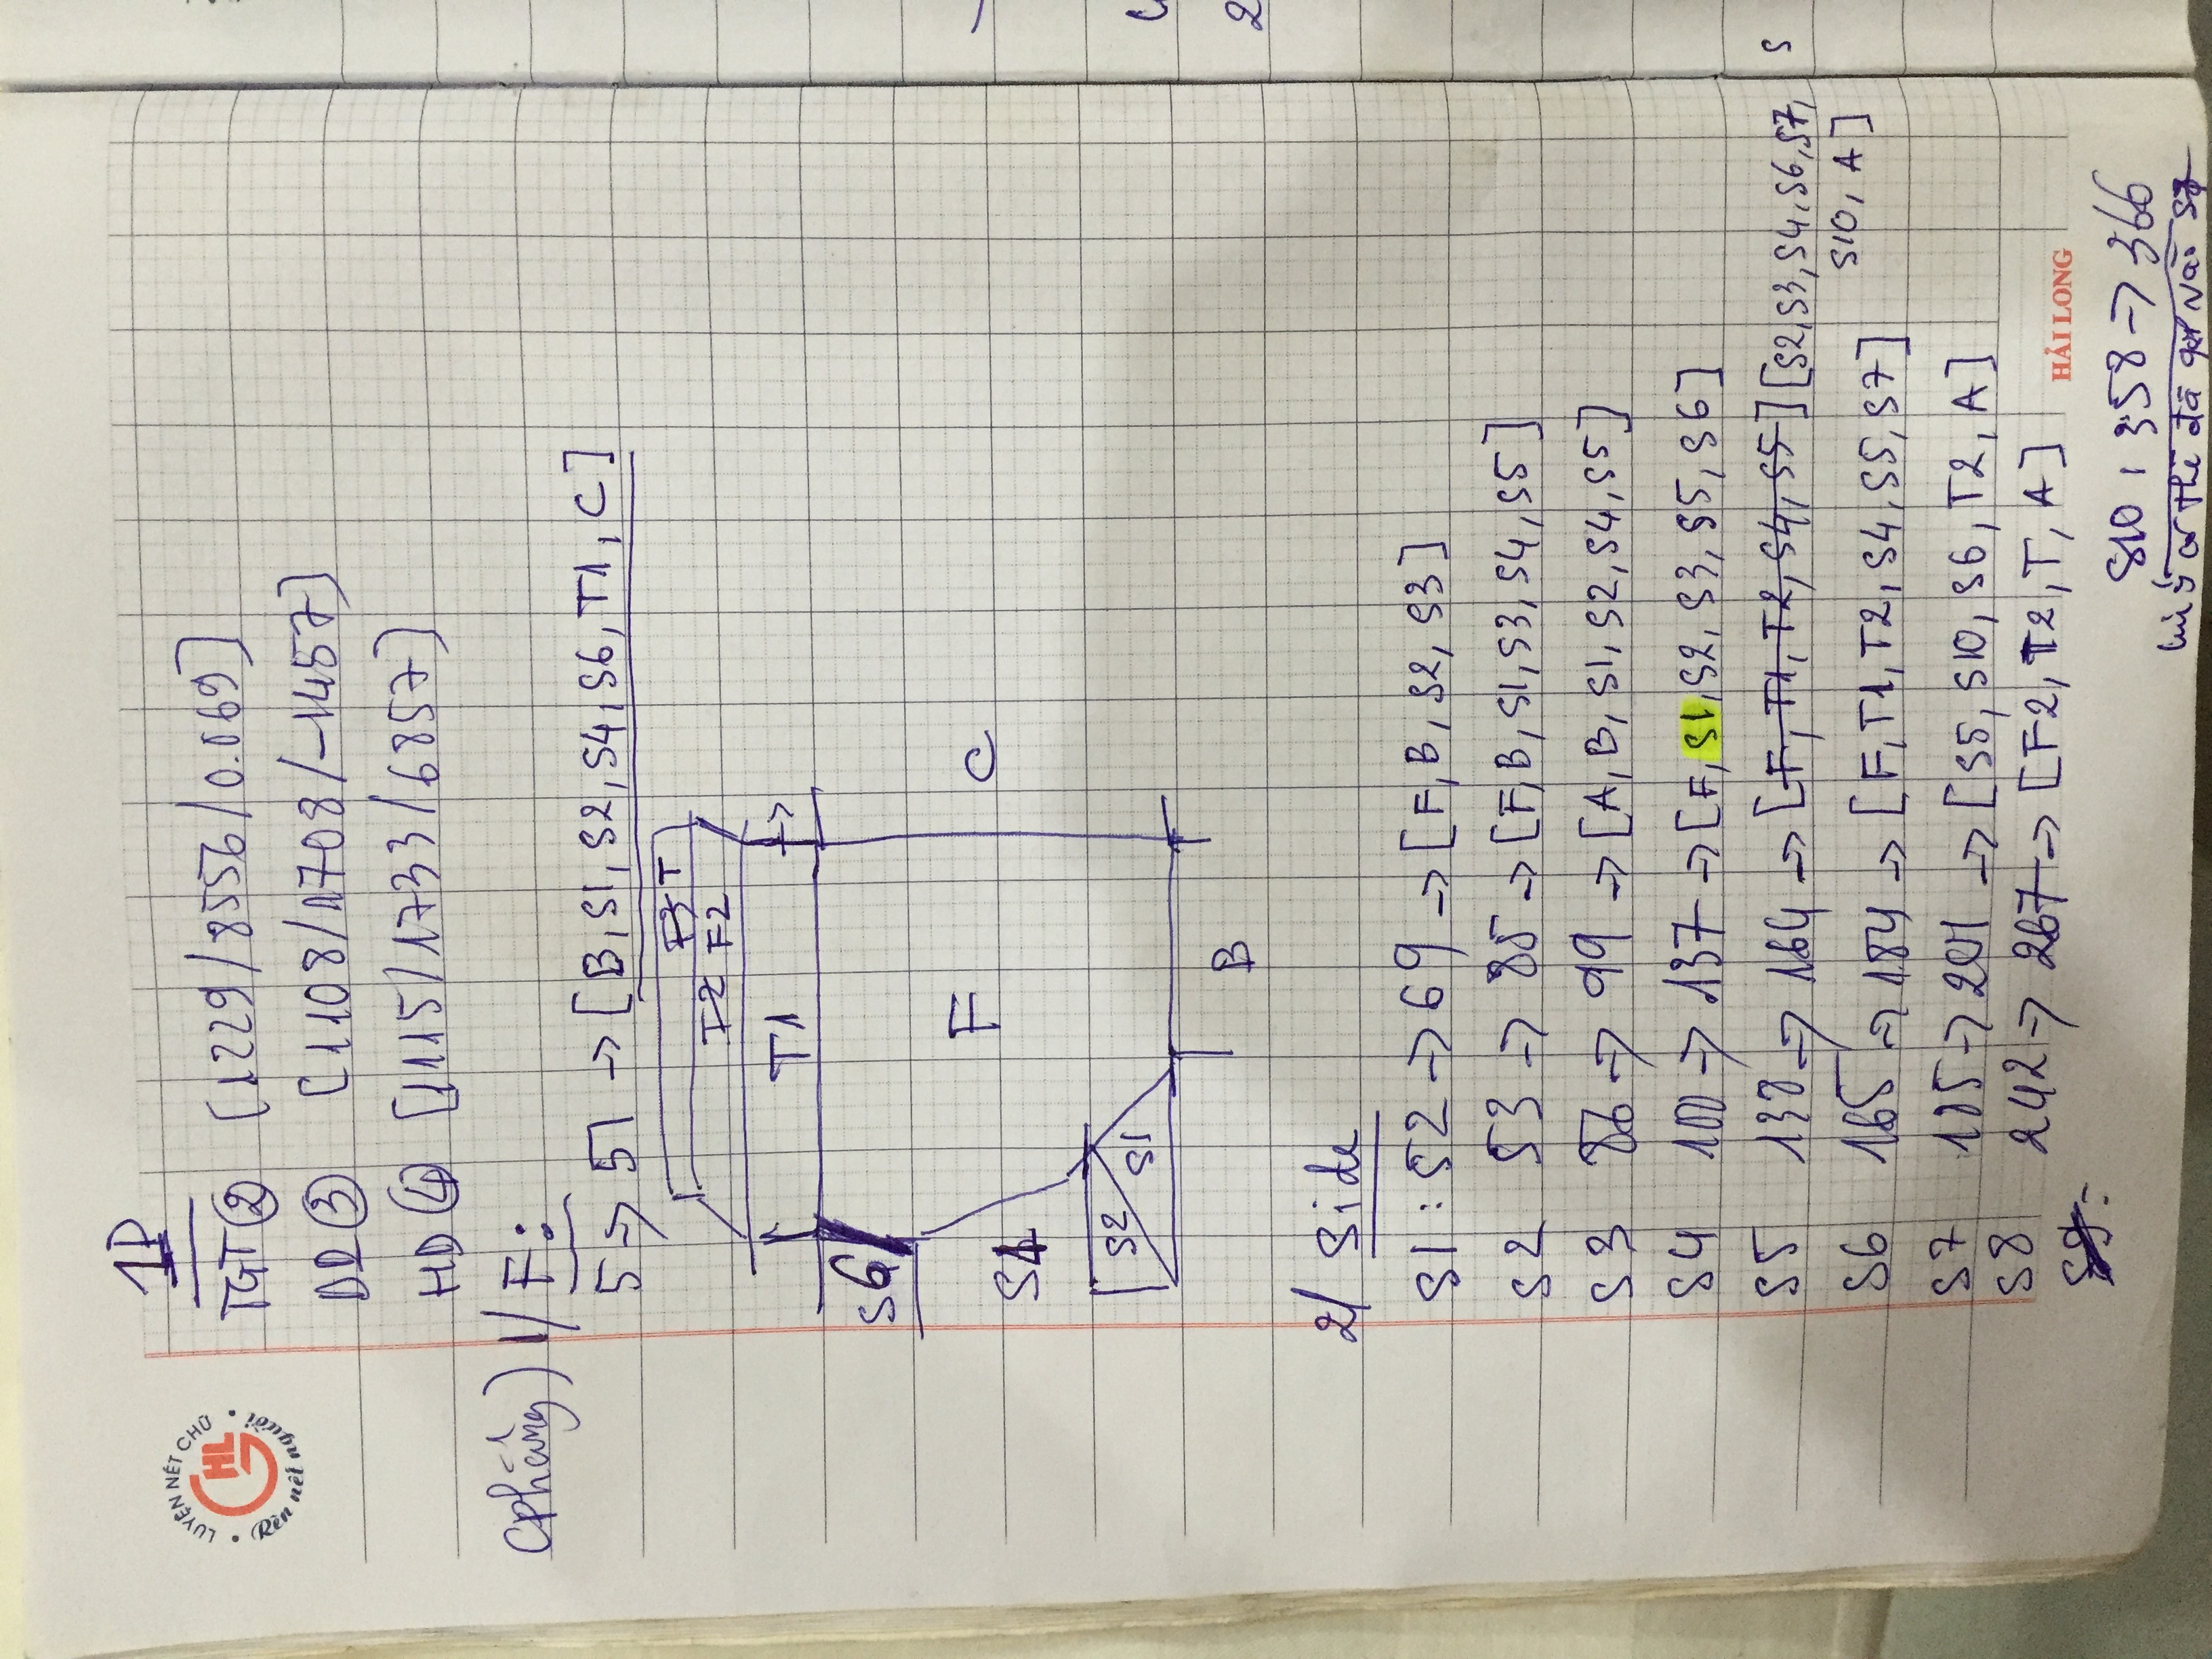 LUYỆN NÉT CHỮ
HL
Rèn nết người
1P
TGT ② [1229/8556/0.069]
DD ③ [1108/1708/-1457]
HD ④ [1115/1733/6857]
(phẳng) 1/ F:
5 -> 51 -> [B, S1, S2, S4, S6, T1, C]
F3 T
T2 F2
T1
S6
F C
S4
S2
S1
B
2/ Side
S1 : 52 -> 69 -> [F, B, S2, S3]
S2 53 -> 85 -> [F, B, S1, S3, S4, S5]
S3 86 -> 99 -> [A, B, S1, S2, S4, S5]
S4 100 -> 137 -> [F, S1, S2, S3, S5, S6]
S5 138 -> 164 -> [F, T1, T2, S4, S5] [S2, S3, S4, S6, S7,
S10, A]
S6 165 -> 184 -> [F, T1, T2, S4, S5, S7]
S7 185 -> 201 -> [S5, S10, S6, T2, A]
S8 242 -> 267 -> [F2, T2, T, A]
S9:
HẢI LONG
S10 : 358 -> 366
lưu ý có thể đã gọt vào S7